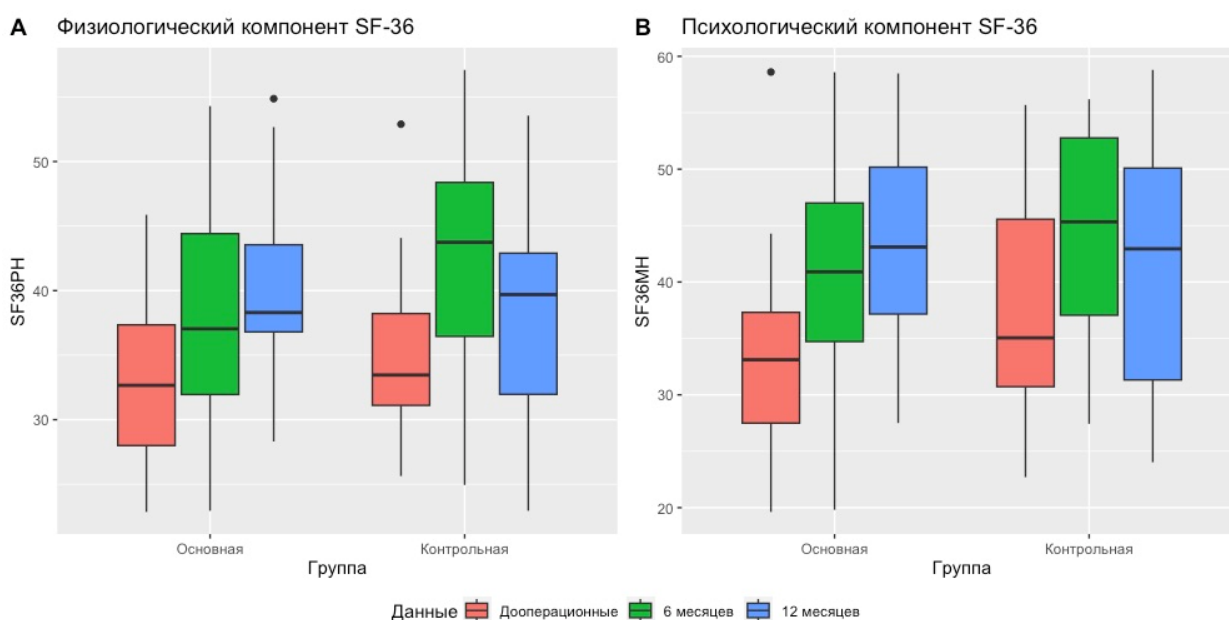 A Физиологический компонент SF-36
SF36PH
50
40
30
Основная
Контрольная
Группа
B Психологический компонент SF-36
SF36MH
60
50
40
30
20
Основная
Контрольная
Группа
Данные Дооперационные 6 месяцев 12 месяцев